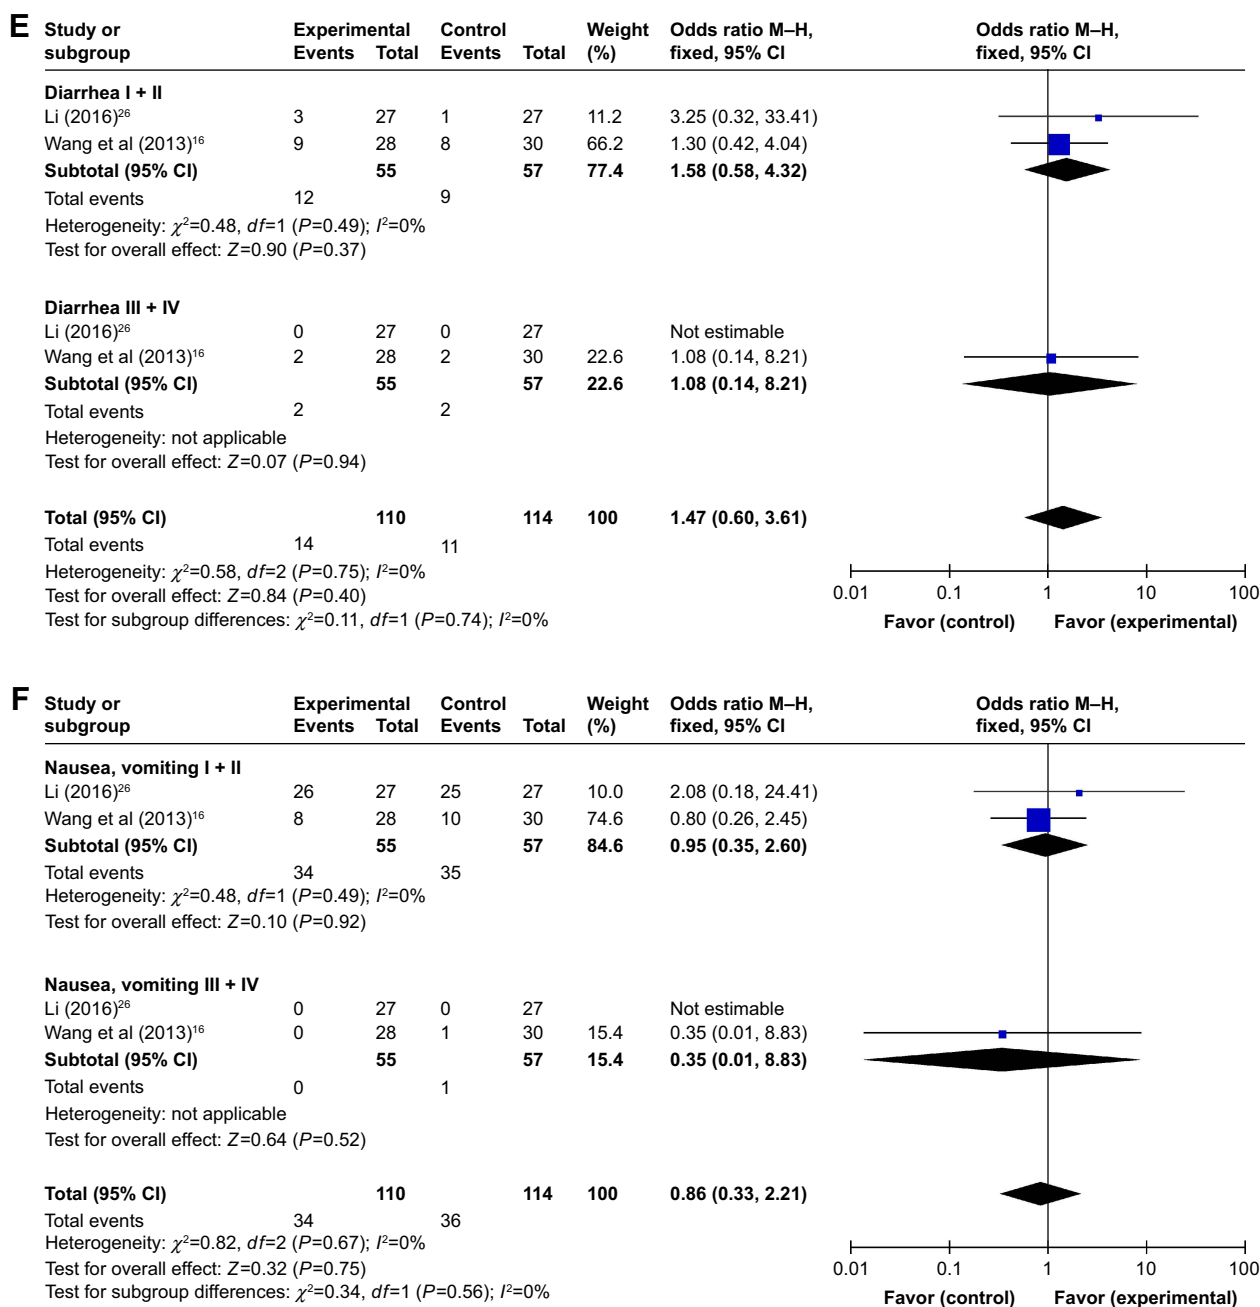 E Study or Experimental Control Weight Odds ratio M–H, Odds ratio M–H,
subgroup Events Total Events Total (%) fixed, 95% CI fixed, 95% CI
Diarrhea I + II
Li (2016)²⁶ 3 27 1 27 11.2 3.25 (0.32, 33.41)
Wang et al (2013)¹⁶ 9 28 8 30 66.2 1.30 (0.42, 4.04)
Subtotal (95% CI) 55 57 77.4 1.58 (0.58, 4.32)
Total events 12 9
Heterogeneity: χ²=0.48, df=1 (P=0.49); I²=0%
Test for overall effect: Z=0.90 (P=0.37)
Diarrhea III + IV
Li (2016)²⁶ 0 27 0 27 Not estimable
Wang et al (2013)¹⁶ 2 28 2 30 22.6 1.08 (0.14, 8.21)
Subtotal (95% CI) 55 57 22.6 1.08 (0.14, 8.21)
Total events 2 2
Heterogeneity: not applicable
Test for overall effect: Z=0.07 (P=0.94)
Total (95% CI) 110 114 100 1.47 (0.60, 3.61)
Total events 14 11
Heterogeneity: χ²=0.58, df=2 (P=0.75); I²=0%
Test for overall effect: Z=0.84 (P=0.40)
Test for subgroup differences: χ²=0.11, df=1 (P=0.74); I²=0%
0.01 0.1 1 10 100
Favor (control) Favor (experimental)
F Study or Experimental Control Weight Odds ratio M–H, Odds ratio M–H,
subgroup Events Total Events Total (%) fixed, 95% CI fixed, 95% CI
Nausea, vomiting I + II
Li (2016)²⁶ 26 27 25 27 10.0 2.08 (0.18, 24.41)
Wang et al (2013)¹⁶ 8 28 10 30 74.6 0.80 (0.26, 2.45)
Subtotal (95% CI) 55 57 84.6 0.95 (0.35, 2.60)
Total events 34 35
Heterogeneity: χ²=0.48, df=1 (P=0.49); I²=0%
Test for overall effect: Z=0.10 (P=0.92)
Nausea, vomiting III + IV
Li (2016)²⁶ 0 27 0 27 Not estimable
Wang et al (2013)¹⁶ 0 28 1 30 15.4 0.35 (0.01, 8.83)
Subtotal (95% CI) 55 57 15.4 0.35 (0.01, 8.83)
Total events 0 1
Heterogeneity: not applicable
Test for overall effect: Z=0.64 (P=0.52)
Total (95% CI) 110 114 100 0.86 (0.33, 2.21)
Total events 34 36
Heterogeneity: χ²=0.82, df=2 (P=0.67); I²=0%
Test for overall effect: Z=0.32 (P=0.75)
Test for subgroup differences: χ²=0.34, df=1 (P=0.56); I²=0%
0.01 0.1 1 10 100
Favor (control) Favor (experimental)